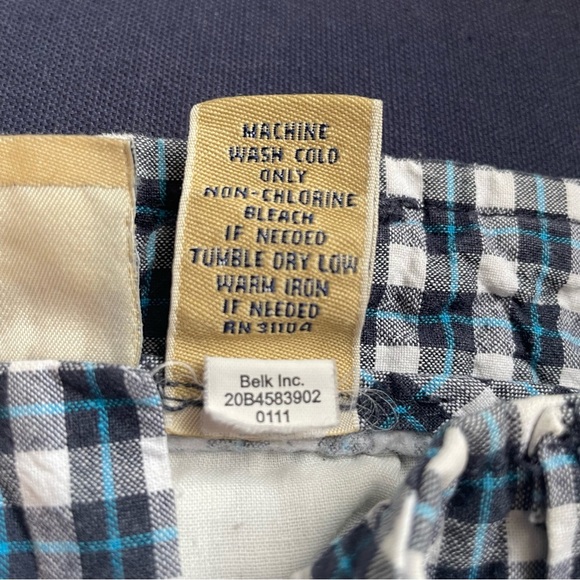 MACHINE
WASH COLD
ONLY
NON-CHLORINE
BLEACH
IF NEEDED
TUMBLE DRY LOW
WARM IRON
IF NEEDED
RN 31104
Belk Inc.
20B4583902
0111